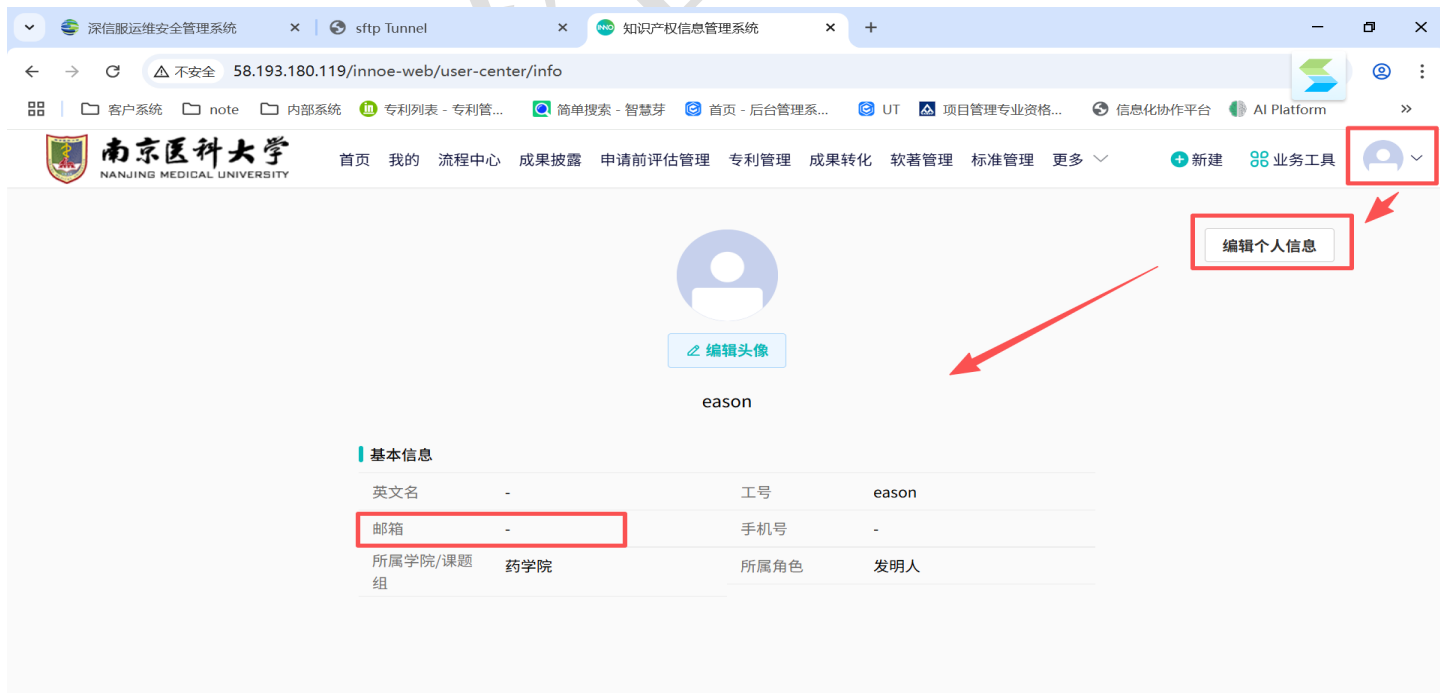 深信服运维安全管理系统
sftp Tunnel
INNO
知识产权信息管理系统
不安全 58.193.180.119/innoe-web/user-center/info
客户系统 note 内部系统 专利列表 - 专利管... 简单搜索 - 智慧芽 首页 - 后台管理系... UT 项目管理专业资格... 信息化协作平台 AI Platform
南京医科大学
NANJING MEDICAL UNIVERSITY
首页 我的 流程中心 成果披露 申请前评估管理 专利管理 成果转化 软著管理 标准管理 更多 新建 业务工具
编辑个人信息
编辑头像
eason
基本信息
英文名 - 工号 eason
邮箱 - 手机号 -
所属学院/课题组 药学院 所属角色 发明人